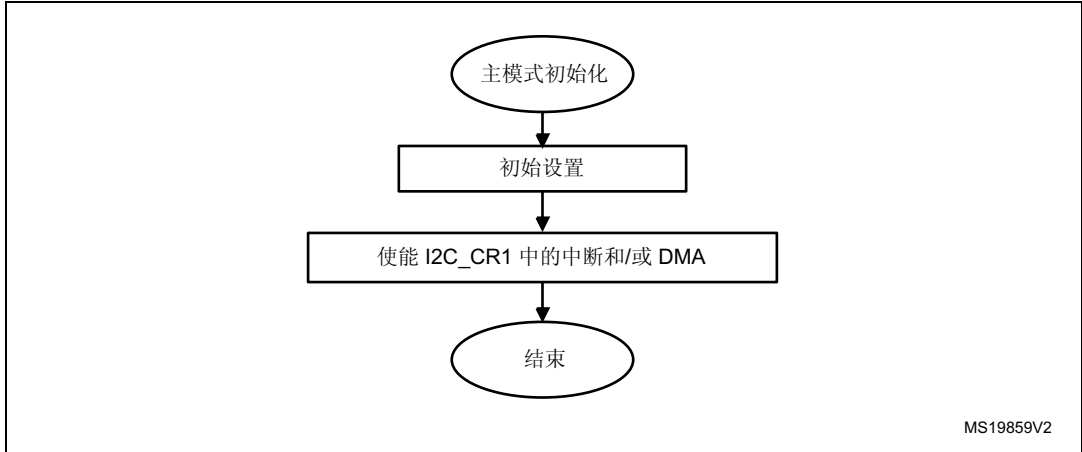 主模式初始化
初始设置
使能 I2C_CR1 中的中断和/或 DMA
结束
MS19859V2